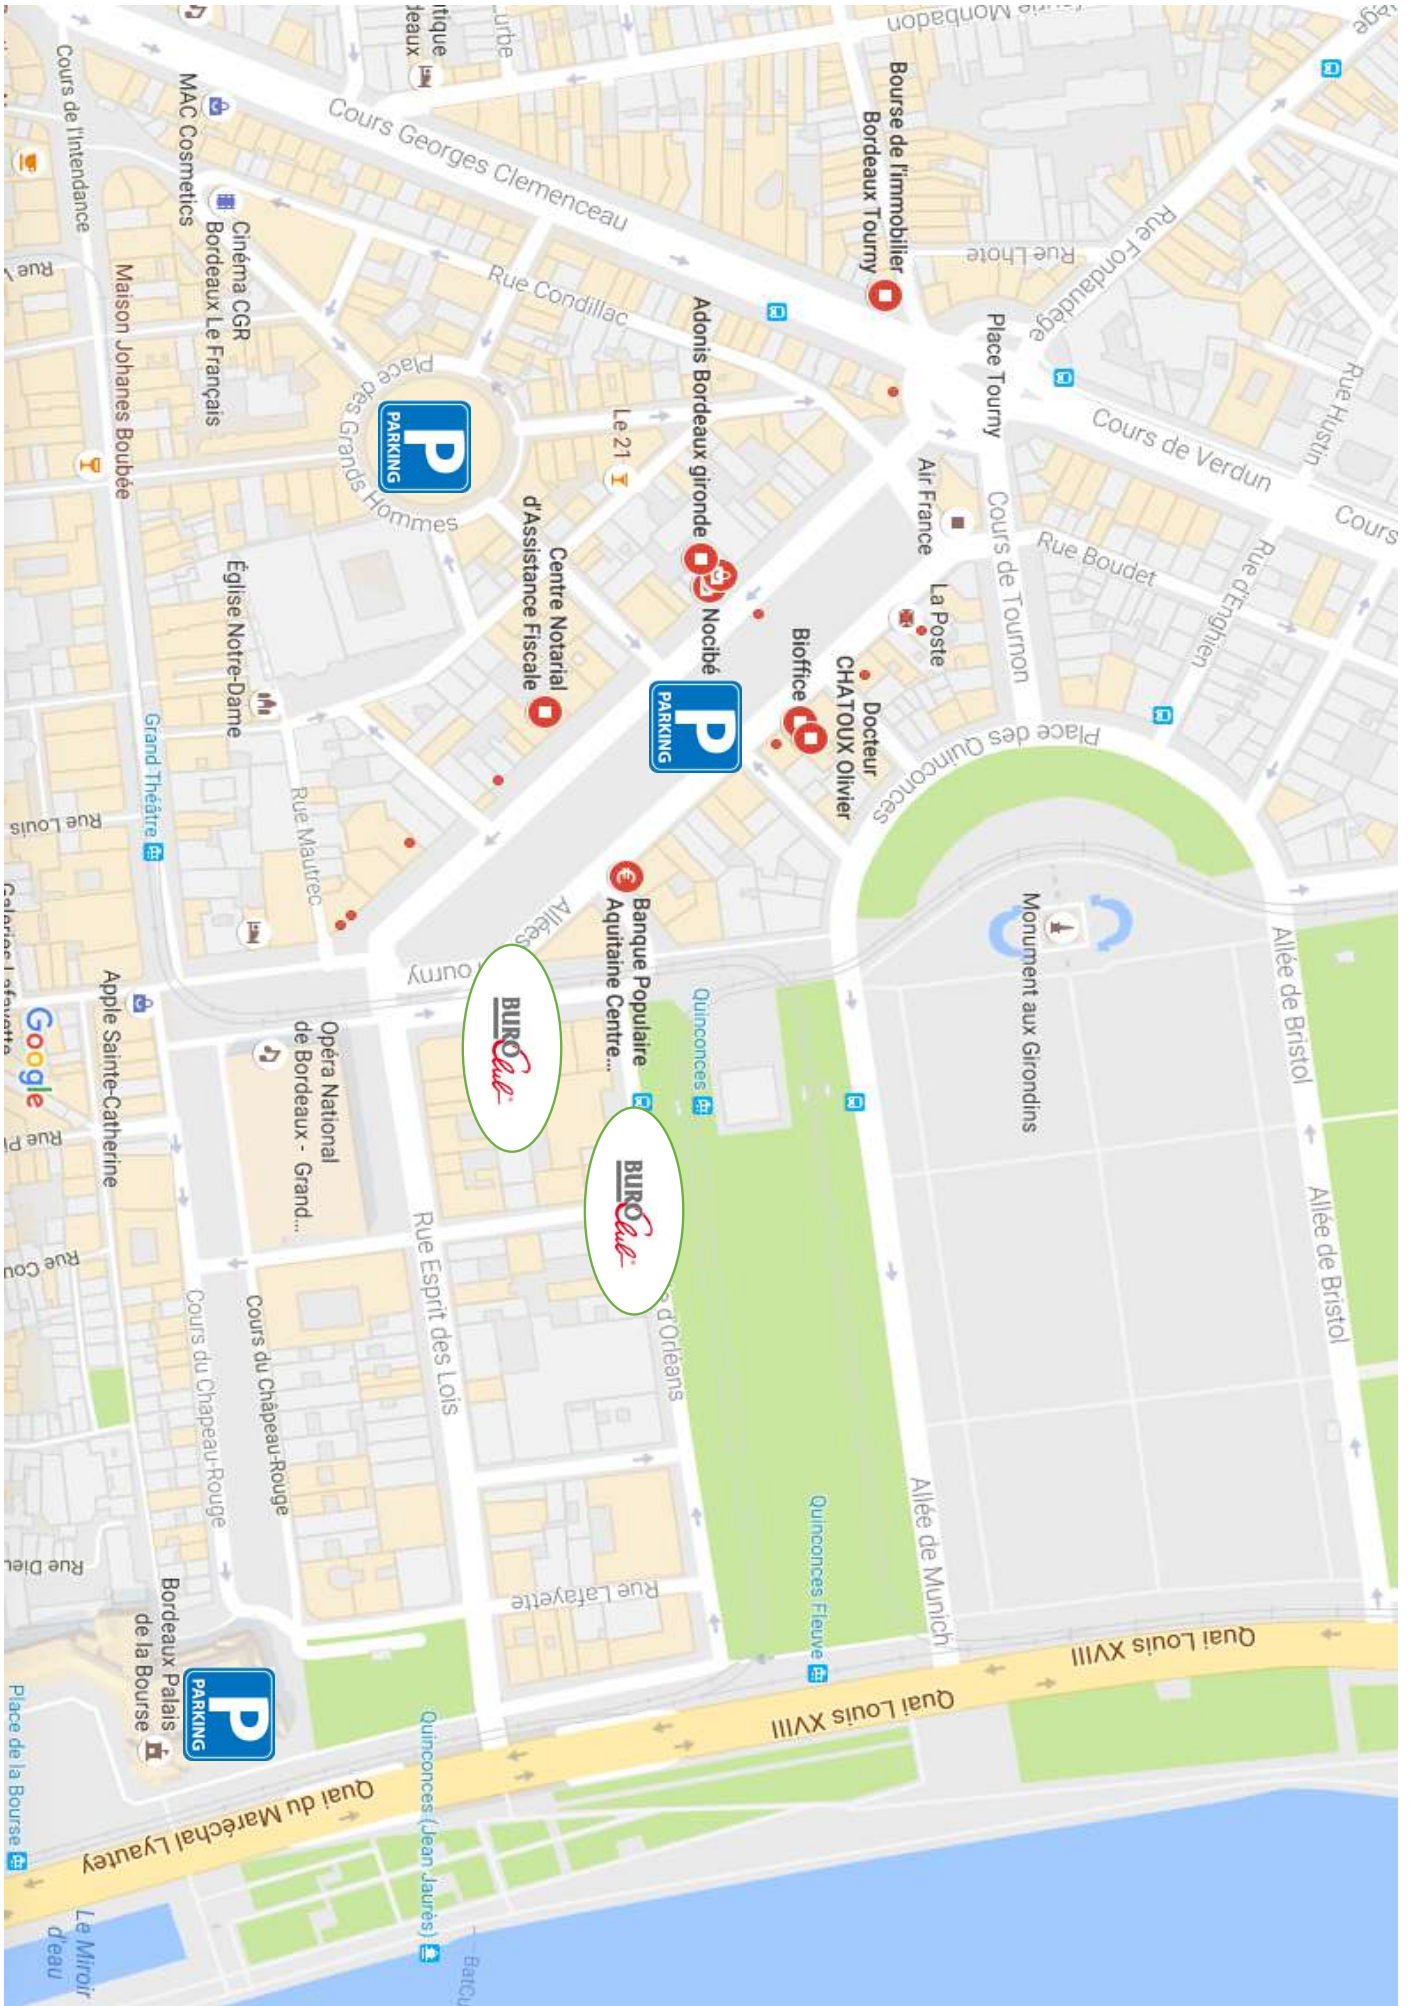 Cours
Rue Hustin
Cours de Verdun
Rue d'Enghien
Rue Boudet
Cours de Tournon
Place Tourny
Rue Fondaudège
Rue Lhote
Bourse de l'immobilier
Bordeaux Tourny
Air France
La Poste
Place des Quinconces
Allée de Bristol
Allée de Bristol
Monument aux Girondins
Docteur
CHATOUX Olivier
Bioffice
Nocibé
P
PARKING
Adonis Bordeaux gironde
Le 21
Rue Condillac
Cours Georges Clemenceau
Place des Grands Hommes
P
PARKING
Centre Notarial
d'Assistance Fiscale
Banque Populaire
Aquitaine Centre...
Allées
Tourny
Quinconces
BURO
Club
BURO
Club
d'Orléans
Allée de Munich
Quai Louis XVIII
Quai Louis XVIII
Quinconces Fleuve
Rue Lafayette
Rue Esprit des Lois
Opéra National
de Bordeaux - Grand...
Cours du Chapeau-Rouge
Cours du Chapeau-Rouge
Rue Mautrec
Église Notre-Dame
Grand Théâtre
Cinéma CGR
Bordeaux Le Français
MAC Cosmetics
Maison Johanes Boubée
Cours de l'Intendance
Rue Louis
Galeries Lafayette
Apple Sainte-Catherine
Google
Bordeaux Palais
de la Bourse
P
PARKING
Quinconces (Jean Jaurès)
Quai du Maréchal Lyautey
Place de la Bourse
Le Miroir
d'eau